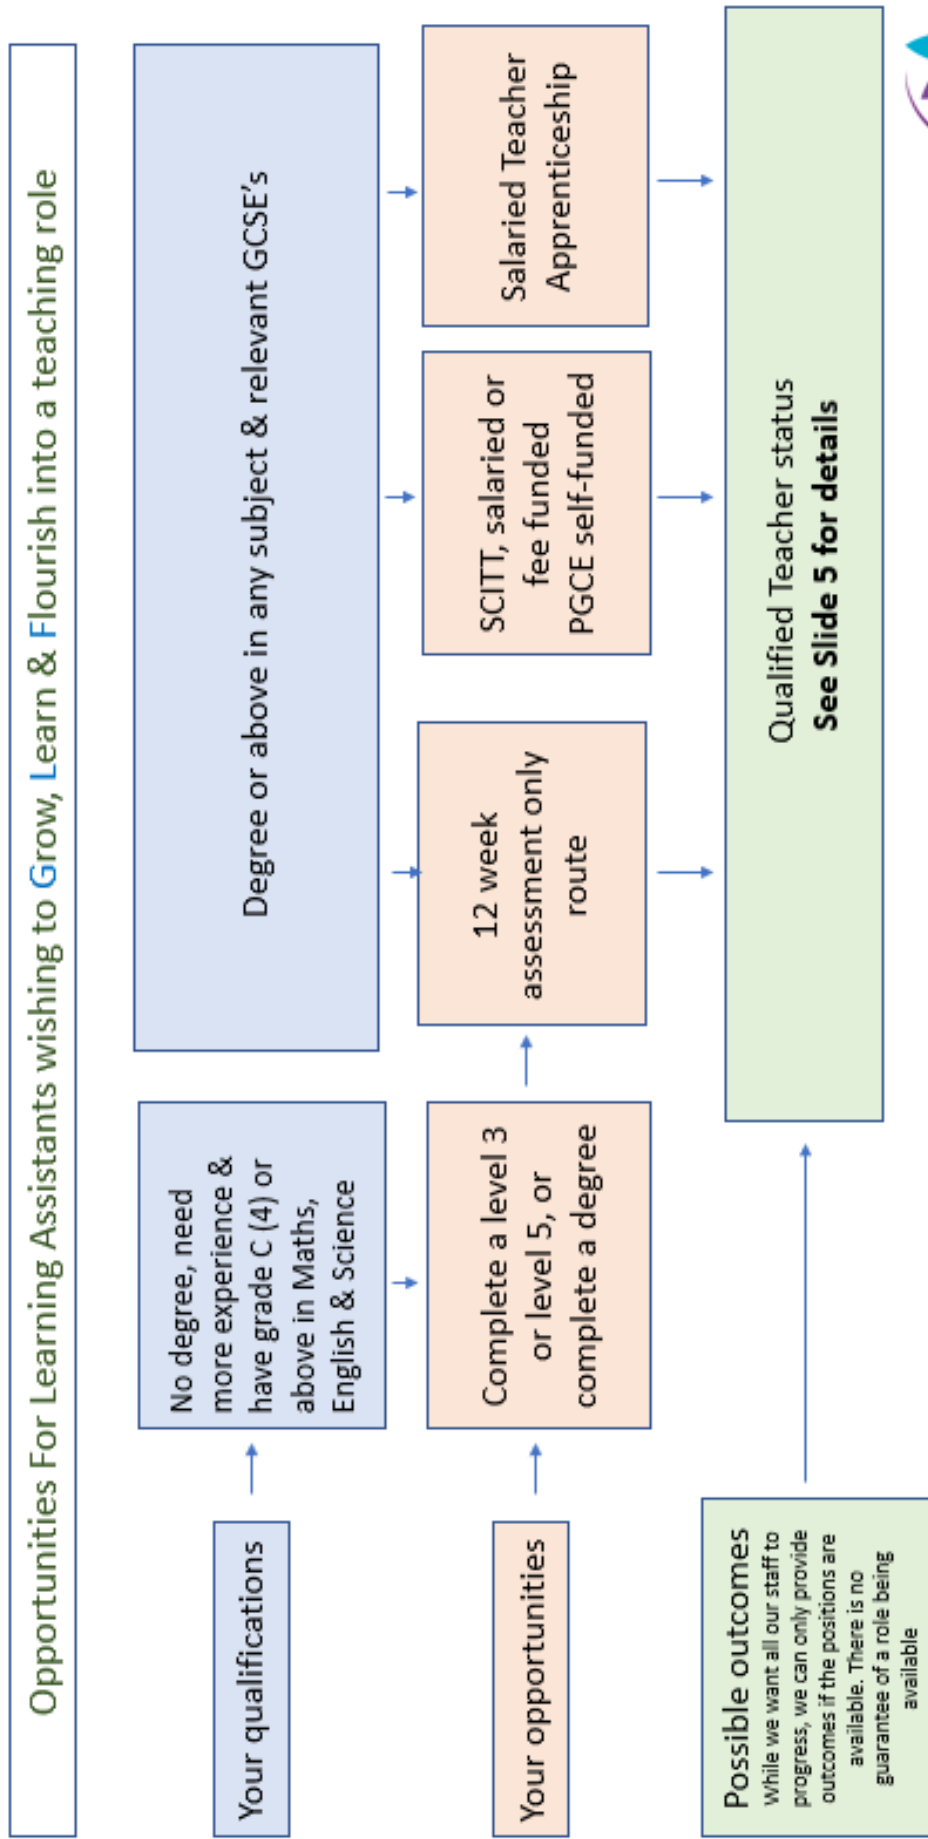 Opportunities For Learning Assistants wishing to Grow, Learn & Flourish into a teaching role
Your qualifications
No degree, need
more experience &
have grade C (4) or
above in Maths,
English & Science
Degree or above in any subject & relevant GCSE's
Your opportunities
Complete a level 3
or level 5, or
complete a degree
12 week
assessment only
route
SCITT, salaried or
fee funded
PGCE self-funded
Salaried Teacher
Apprenticeship
Possible outcomes
While we want all our staff to
progress, we can only provide
outcomes if the positions are
available. There is no
guarantee of a role being
available
Qualified Teacher status
See Slide 5 for details